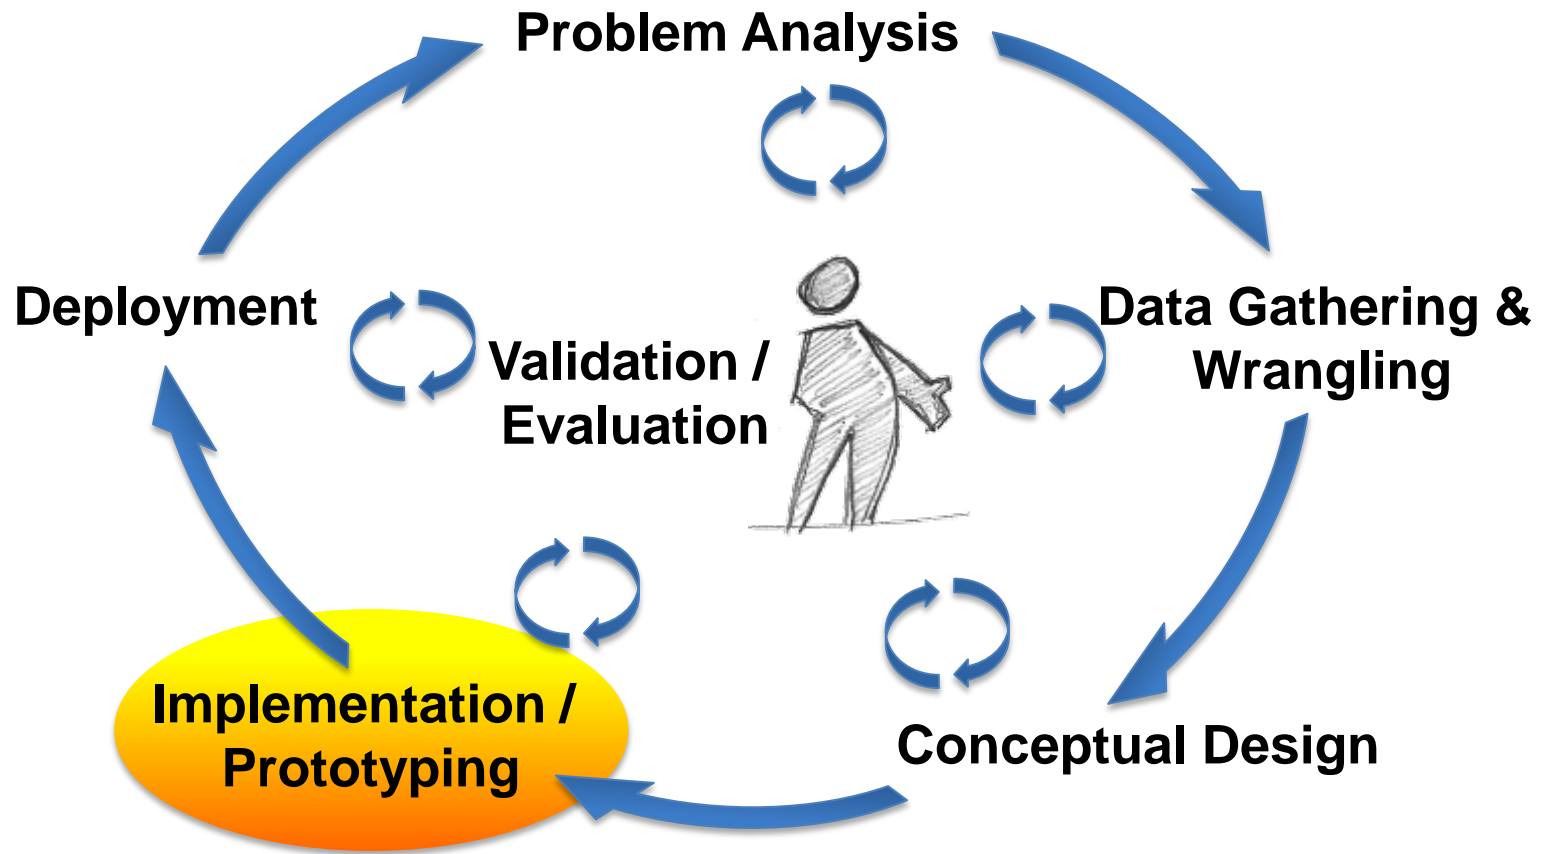 Problem Analysis
Deployment
Data Gathering &
Wrangling
Validation /
Evaluation
Implementation /
Prototyping
Conceptual Design